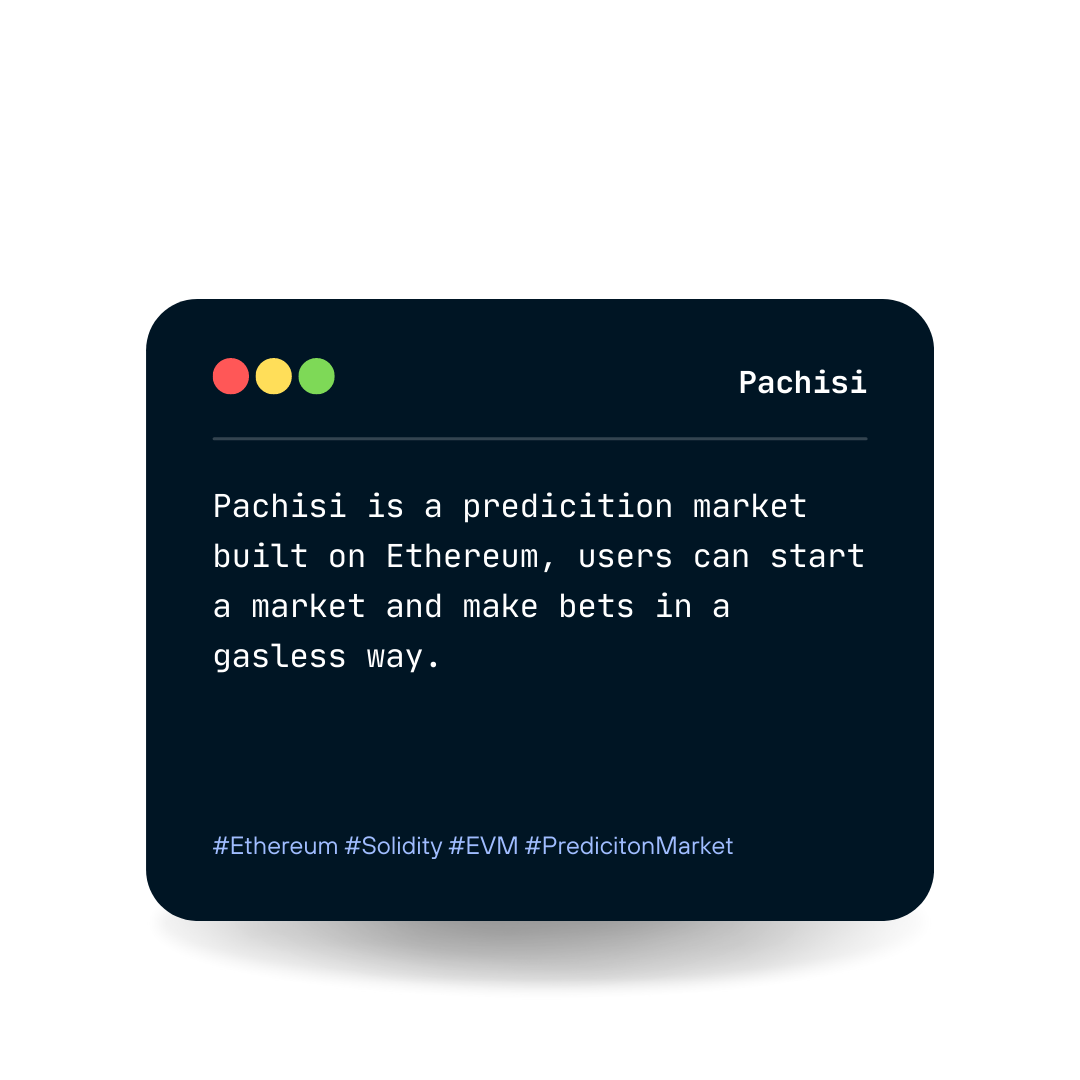 Pachisi
Pachisi is a predicition market
built on Ethereum, users can start
a market and make bets in a
gasless way.
#Ethereum #Solidity #EVM #PredicitonMarket